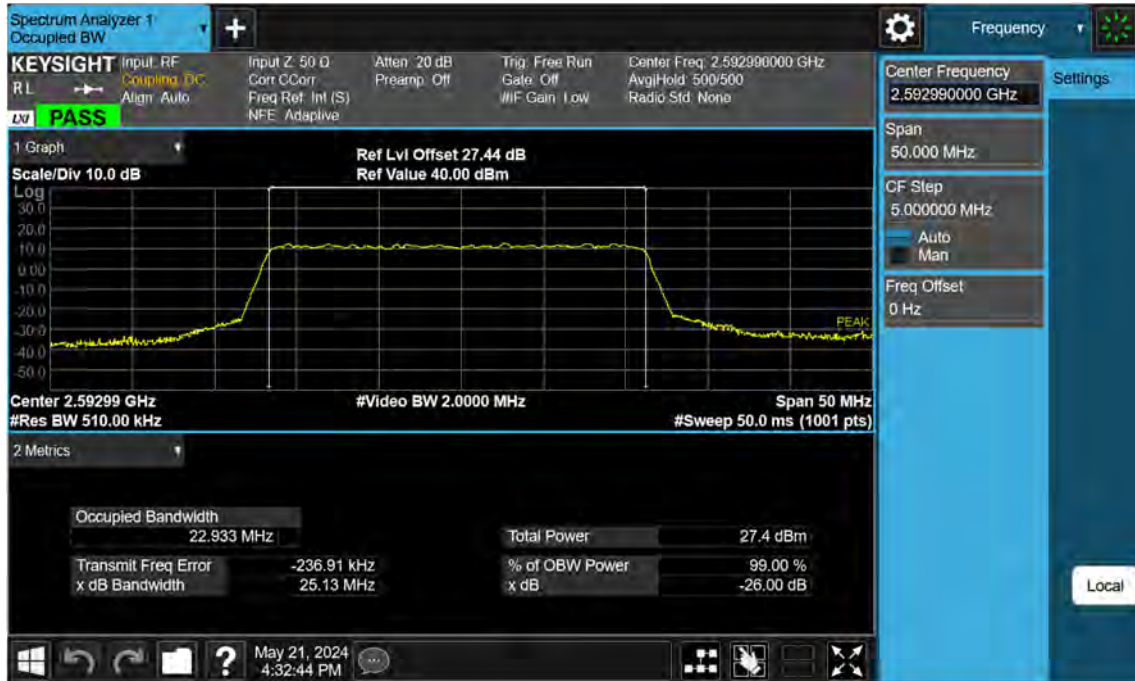 Spectrum Analyzer 1
Occupied BW
+
Frequency
KEYSIGHT
RL
LXI PASS
Input: RF
Coupling: DC
Align: Auto
Input Z: 50 Ω
Corr CCorr
Freq Ref: Int (S)
NFE: Adaptive
Atten: 20 dB
Preamp: Off
Trig: Free Run
Gate: Off
#IF Gain: Low
Center Freq: 2.592990000 GHz
Avg|Hold: 500/500
Radio Std: None
Center Frequency
2.592990000 GHz
Settings
Span
50.000 MHz
CF Step
5.000000 MHz
Auto
Man
Freq Offset
0 Hz
Local
1 Graph
Scale/Div 10.0 dB
Ref Lvl Offset 27.44 dB
Ref Value 40.00 dBm
Log
30.0
20.0
10.0
0.00
-10.0
-20.0
-30.0
-40.0
-50.0
PEAK
Center 2.59299 GHz
#Video BW 2.0000 MHz
Span 50 MHz
#Res BW 510.00 kHz
#Sweep 50.0 ms (1001 pts)
2 Metrics
Occupied Bandwidth
22.933 MHz
Total Power 27.4 dBm
Transmit Freq Error -236.91 kHz
% of OBW Power 99.00 %
x dB Bandwidth 25.13 MHz
x dB -26.00 dB
?
May 21, 2024
4:32:44 PM